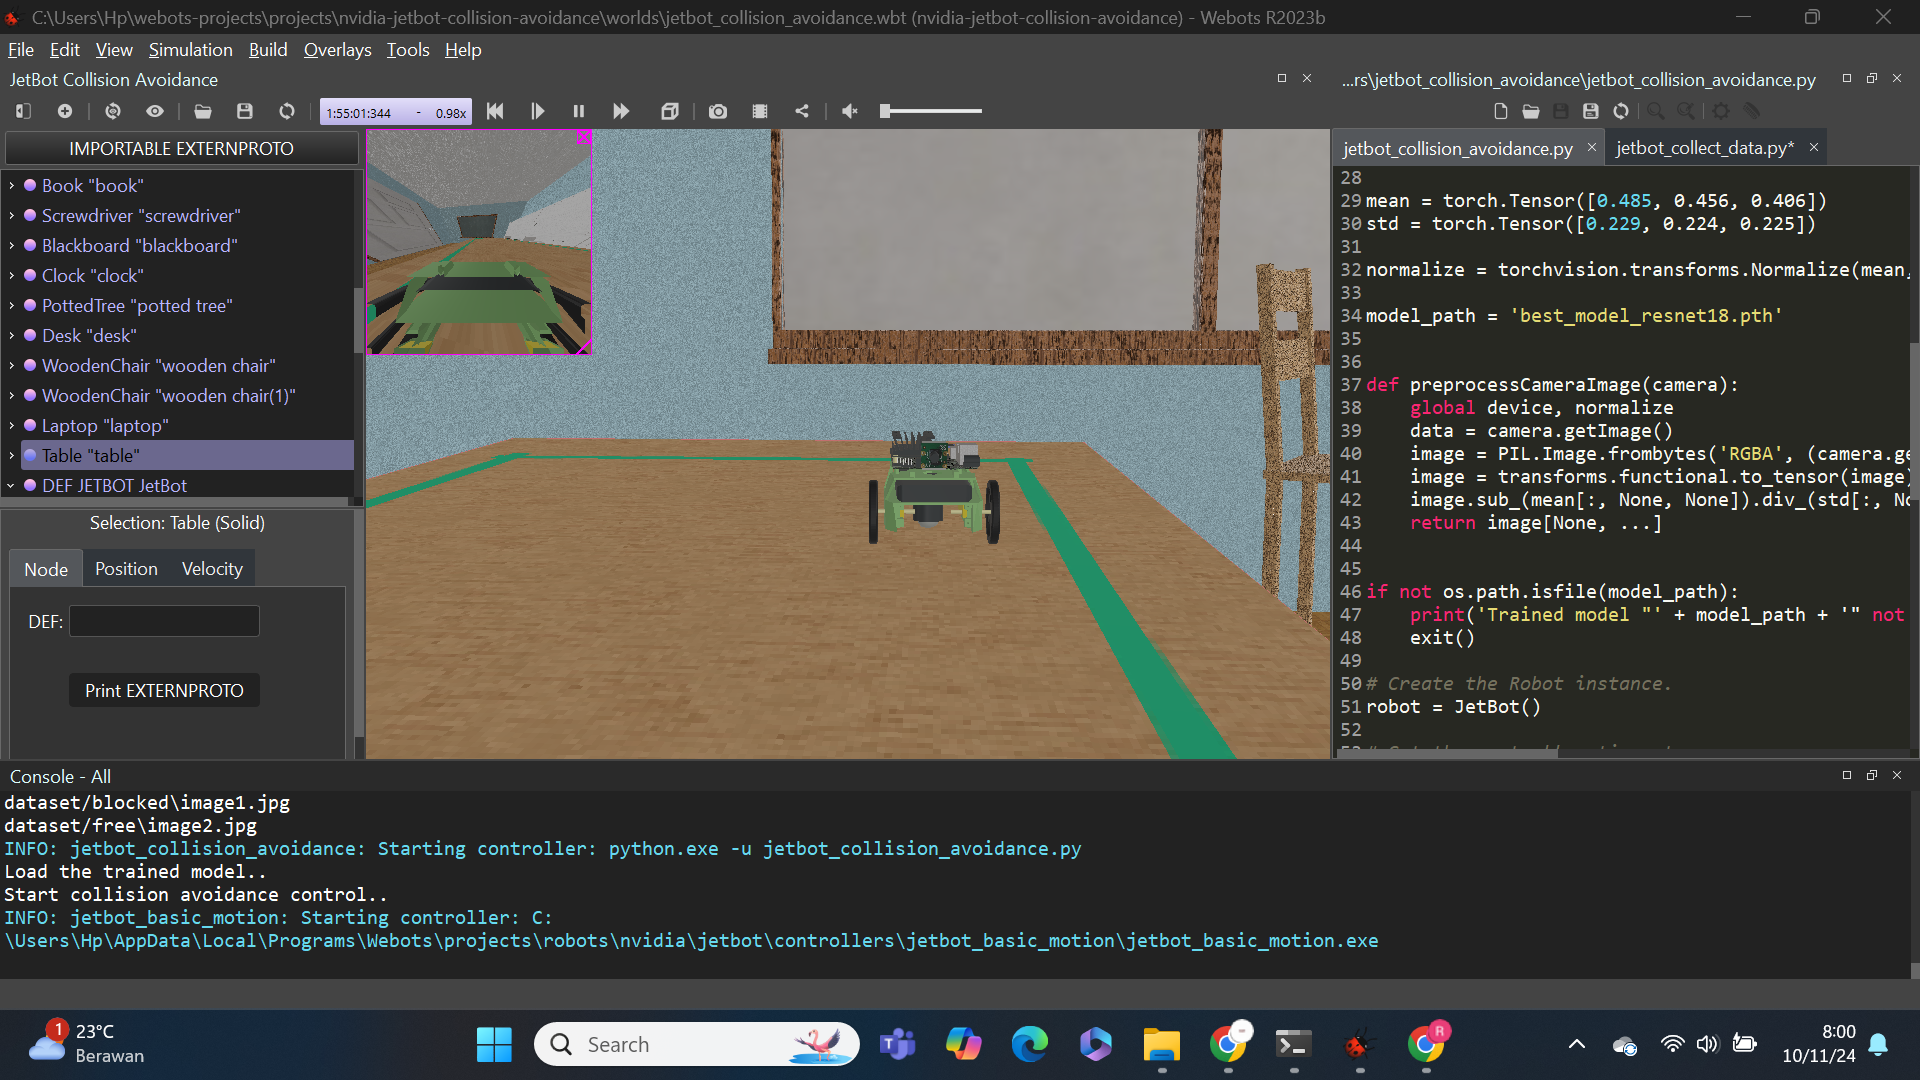 C:\Users\Hp\webots-projects\projects\nvidia-jetbot-collision-avoidance\worlds\jetbot_collision_avoidance.wbt (nvidia-jetbot-collision-avoidance) - Webots R2023b
File Edit View Simulation Build Overlays Tools Help
JetBot Collision Avoidance
1:55:01:344 - 0.98x
IMPORTABLE EXTERNPROTO
Book "book"
Screwdriver "screwdriver"
Blackboard "blackboard"
Clock "clock"
PottedTree "potted tree"
Desk "desk"
WoodenChair "wooden chair"
WoodenChair "wooden chair(1)"
Laptop "laptop"
Table "table"
DEF JETBOT JetBot
Selection: Table (Solid)
Node Position Velocity
DEF:
Print EXTERNPROTO
...rs\jetbot_collision_avoidance\jetbot_collision_avoidance.py
jetbot_collision_avoidance.py jetbot_collect_data.py*
28
29 mean = torch.Tensor([0.485, 0.456, 0.406])
30 std = torch.Tensor([0.229, 0.224, 0.225])
31
32 normalize = torchvision.transforms.Normalize(mean,
33
34 model_path = 'best_model_resnet18.pth'
35
36
37 def preprocessCameraImage(camera):
38 global device, normalize
39 data = camera.getImage()
40 image = PIL.Image.frombytes('RGBA', (camera.ge
41 image = transforms.functional.to_tensor(image)
42 image.sub_(mean[:, None, None]).div_(std[:, No
43 return image[None, ...]
44
45
46 if not os.path.isfile(model_path):
47 print('Trained model "' + model_path + '" not
48 exit()
49
50 # Create the Robot instance.
51 robot = JetBot()
52
Console - All
dataset/blocked\image1.jpg
dataset/free\image2.jpg
INFO: jetbot_collision_avoidance: Starting controller: python.exe -u jetbot_collision_avoidance.py
Load the trained model..
Start collision avoidance control..
INFO: jetbot_basic_motion: Starting controller: C:
\Users\Hp\AppData\Local\Programs\Webots\projects\robots\nvidia\jetbot\controllers\jetbot_basic_motion\jetbot_basic_motion.exe
1
23°C
Berawan
Search
R
8:00
10/11/24